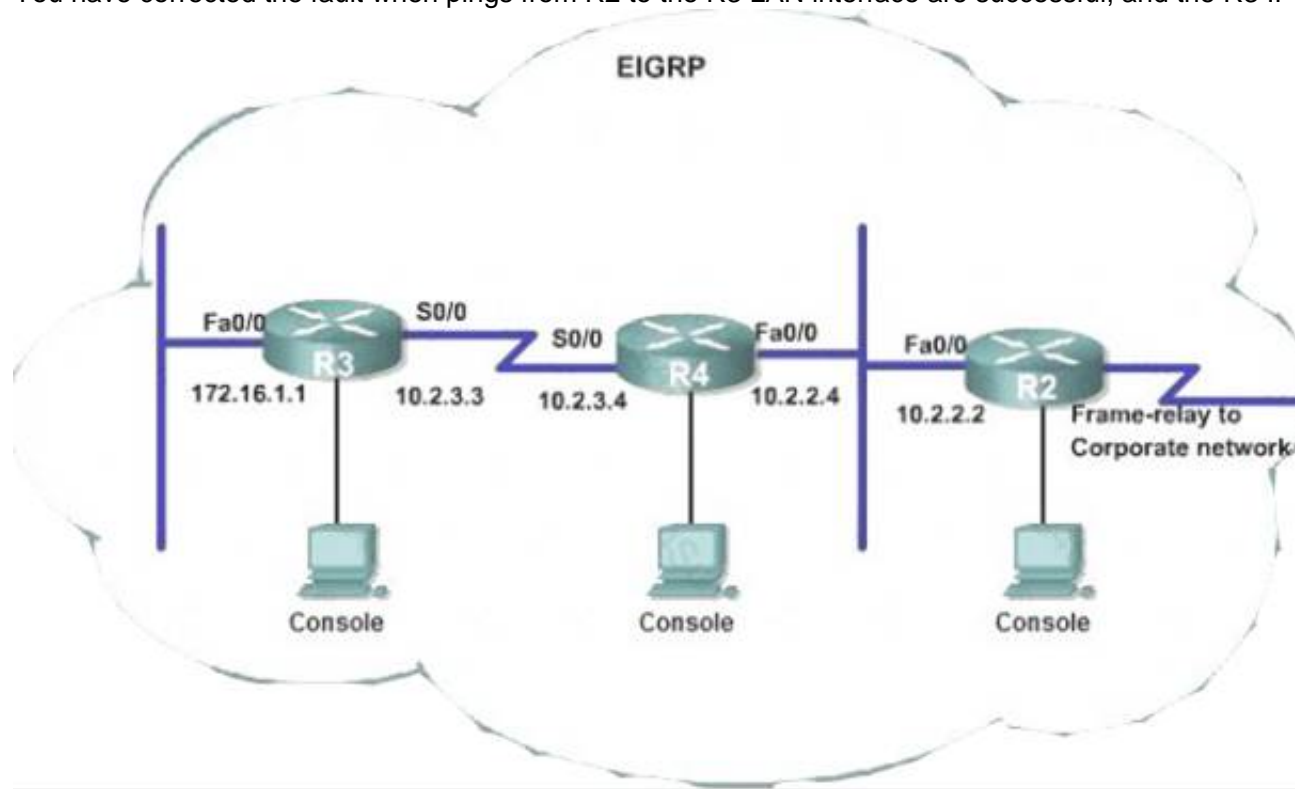 You have corrected the fault when pings from R2 to the R3 LAN interface are successful, and the R3
EIGRP
Fa0/0
S0/0
S0/0
Fa0/0
Fa0/0
R3
R4
R2
172.16.1.1
10.2.3.3
10.2.3.4
10.2.2.4
10.2.2.2
Frame-relay to
Corporate network
Console
Console
Console